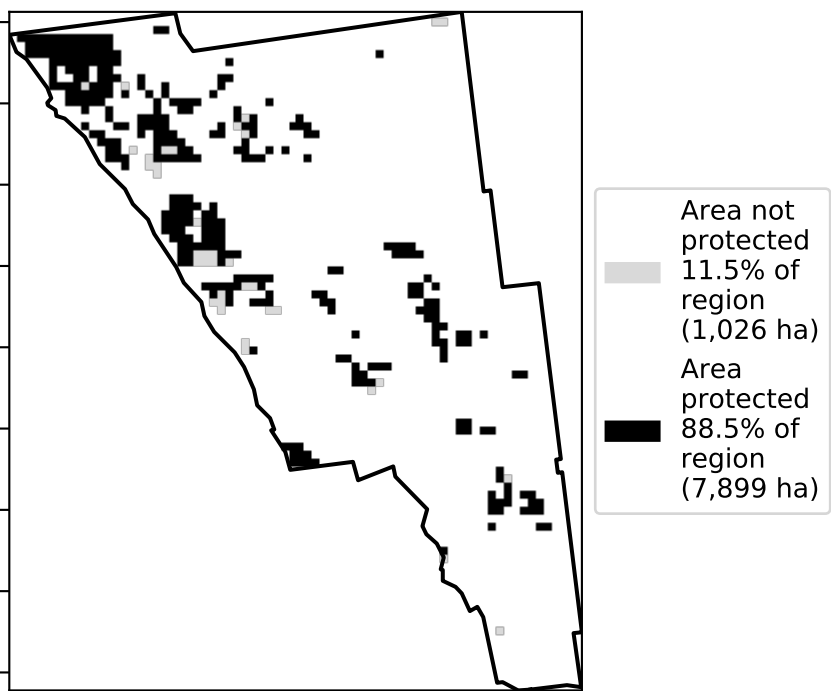 Area not
protected
11.5% of
region
(1,026 ha)
Area
protected
88.5% of
region
(7,899 ha)